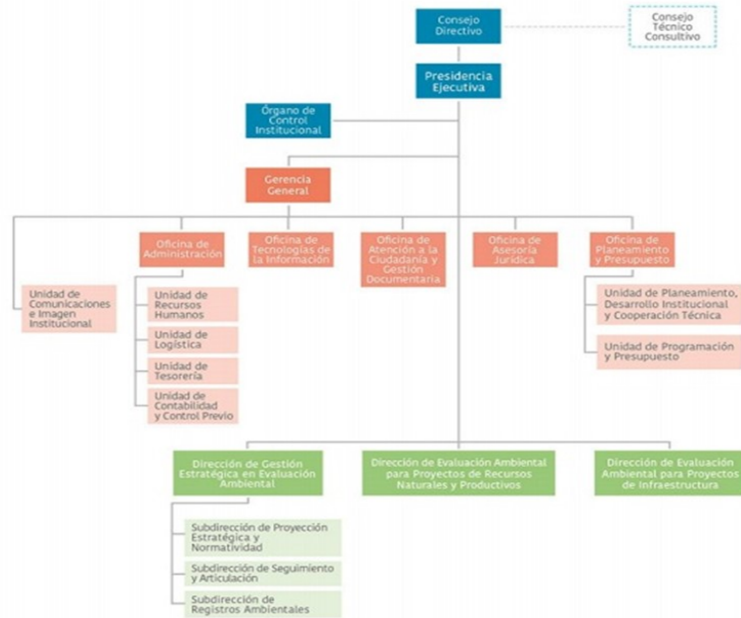 Consejo
Directivo
Consejo
Técnico
Consultivo
Presidencia
Ejecutiva
Órgano de
Control
Institucional
Gerencia
General
Oficina de
Administración
Oficina de
Tecnologías de
la Información
Oficina de
Atención a la
Ciudadanía y
Gestión
Documentaria
Oficina de
Asesoría
Jurídica
Oficina de
Planeamiento
y Presupuesto
Unidad de
Comunicaciones
e Imagen
Institucional
Unidad de
Recursos
Humanos
Unidad de
Logística
Unidad de
Tesorería
Unidad de
Contabilidad
y Control Previo
Unidad de Planeamiento,
Desarrollo Institucional
y Cooperación Técnica
Unidad de Programación
y Presupuesto
Dirección de Gestión
Estratégica en Evaluación
Ambiental
Dirección de Evaluación Ambiental
para Proyectos de Recursos
Naturales y Productivos
Dirección de Evaluación
Ambiental para Proyectos
de Infraestructura
Subdirección de Proyección
Estratégica y
Normatividad
Subdirección de Seguimiento
y Articulación
Subdirección de
Registros Ambientales